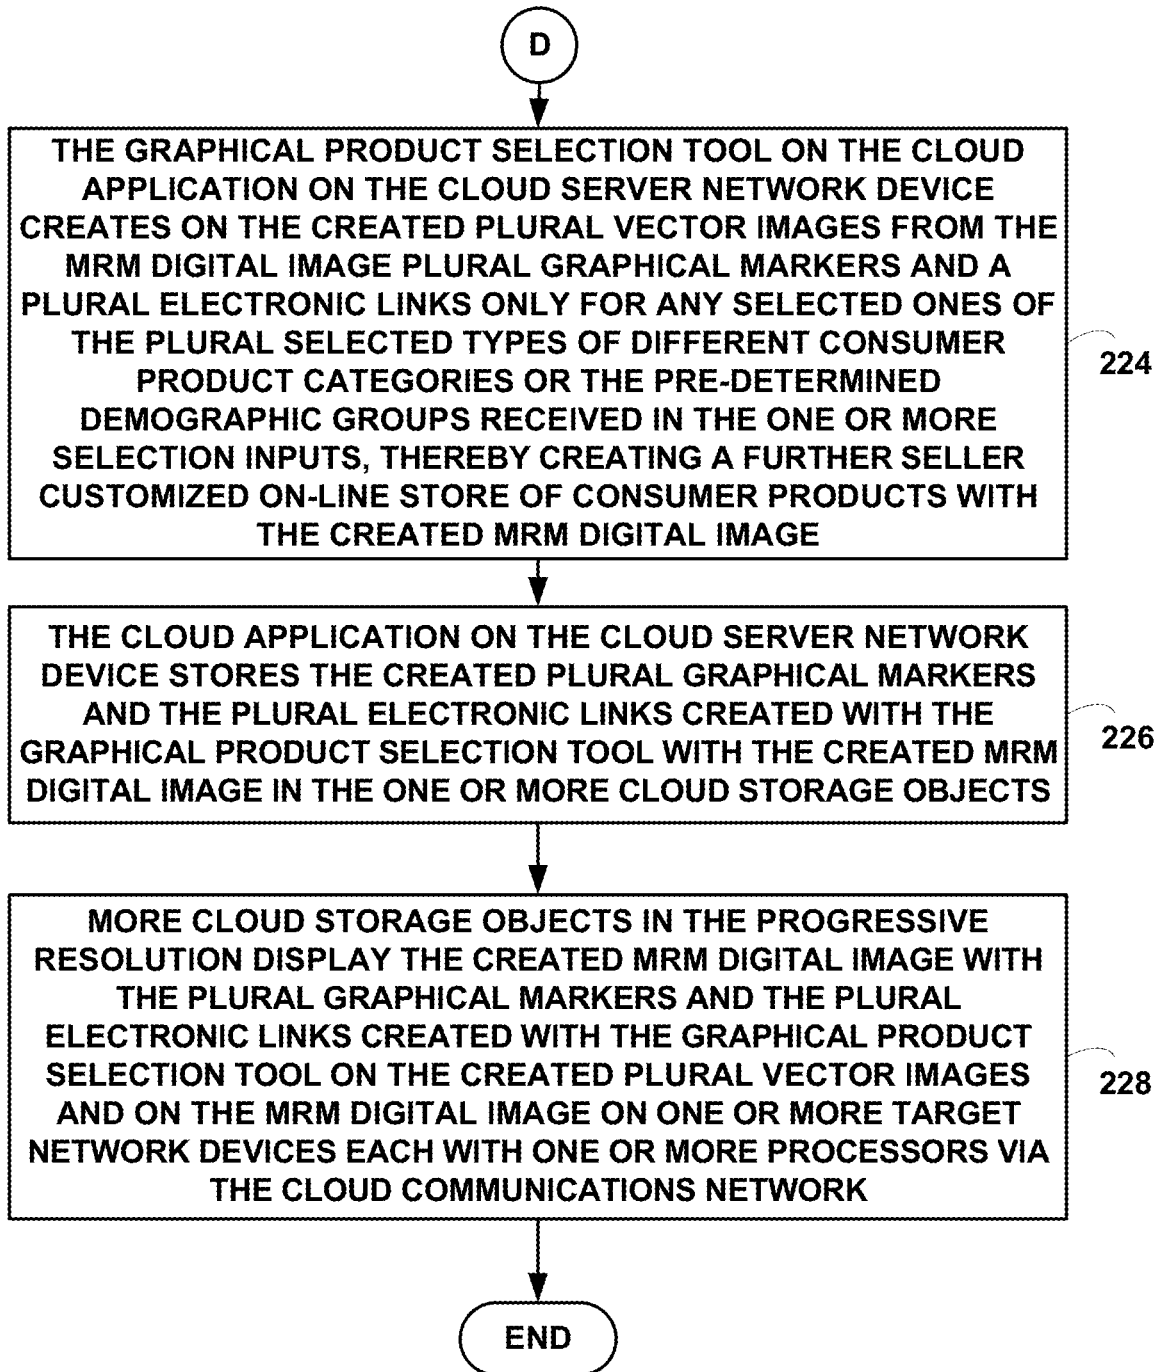 D
THE GRAPHICAL PRODUCT SELECTION TOOL ON THE CLOUD
APPLICATION ON THE CLOUD SERVER NETWORK DEVICE
CREATES ON THE CREATED PLURAL VECTOR IMAGES FROM THE
MRM DIGITAL IMAGE PLURAL GRAPHICAL MARKERS AND A
PLURAL ELECTRONIC LINKS ONLY FOR ANY SELECTED ONES OF
THE PLURAL SELECTED TYPES OF DIFFERENT CONSUMER
PRODUCT CATEGORIES OR THE PRE-DETERMINED
DEMOGRAPHIC GROUPS RECEIVED IN THE ONE OR MORE
SELECTION INPUTS, THEREBY CREATING A FURTHER SELLER
CUSTOMIZED ON-LINE STORE OF CONSUMER PRODUCTS WITH
THE CREATED MRM DIGITAL IMAGE
224
THE CLOUD APPLICATION ON THE CLOUD SERVER NETWORK
DEVICE STORES THE CREATED PLURAL GRAPHICAL MARKERS
AND THE PLURAL ELECTRONIC LINKS CREATED WITH THE
GRAPHICAL PRODUCT SELECTION TOOL WITH THE CREATED MRM
DIGITAL IMAGE IN THE ONE OR MORE CLOUD STORAGE OBJECTS
226
MORE CLOUD STORAGE OBJECTS IN THE PROGRESSIVE
RESOLUTION DISPLAY THE CREATED MRM DIGITAL IMAGE WITH
THE PLURAL GRAPHICAL MARKERS AND THE PLURAL
ELECTRONIC LINKS CREATED WITH THE GRAPHICAL PRODUCT
SELECTION TOOL ON THE CREATED PLURAL VECTOR IMAGES
AND ON THE MRM DIGITAL IMAGE ON ONE OR MORE TARGET
NETWORK DEVICES EACH WITH ONE OR MORE PROCESSORS VIA
THE CLOUD COMMUNICATIONS NETWORK
228
END